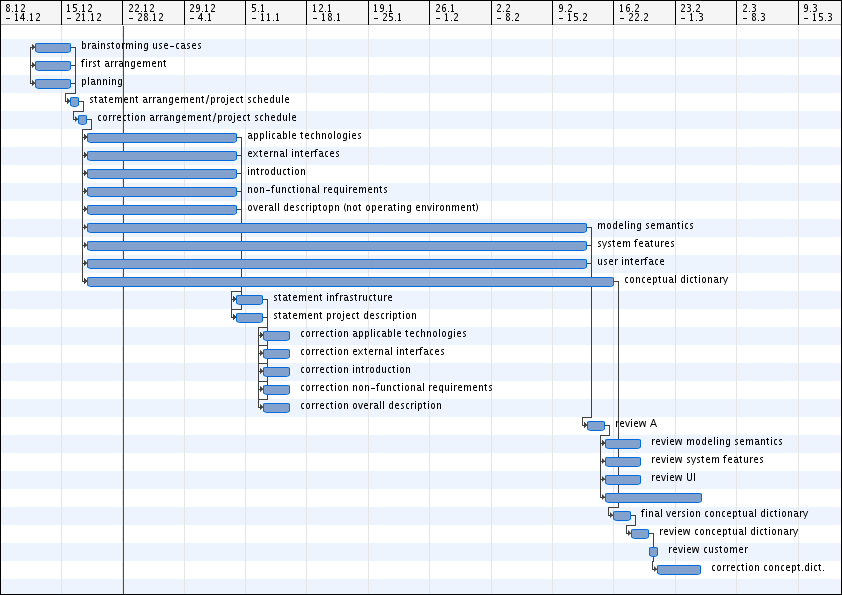 8.12 15.12 22.12 29.12 5.1 12.1 19.1 26.1 2.2 9.2 16.2 23.2 2.3 9.3
– 14.12 – 21.12 – 28.12 – 4.1 – 11.1 – 18.1 – 25.1 – 1.2 – 8.2 – 15.2 – 22.2 – 1.3 – 8.3 – 15.3
brainstorming use-cases
first arrangement
planning
statement arrangement/project schedule
correction arrangement/project schedule
applicable technologies
external interfaces
introduction
non-functional requirements
overall descriptopn (not operating environment)
modeling semantics
system features
user interface
conceptual dictionary
statement infrastructure
statement project description
correction applicable technologies
correction external interfaces
correction introduction
correction non-functional requirements
correction overall description
review A
review modeling semantics
review system features
review UI
final version conceptual dictionary
review conceptual dictionary
review customer
correction concept.dict.